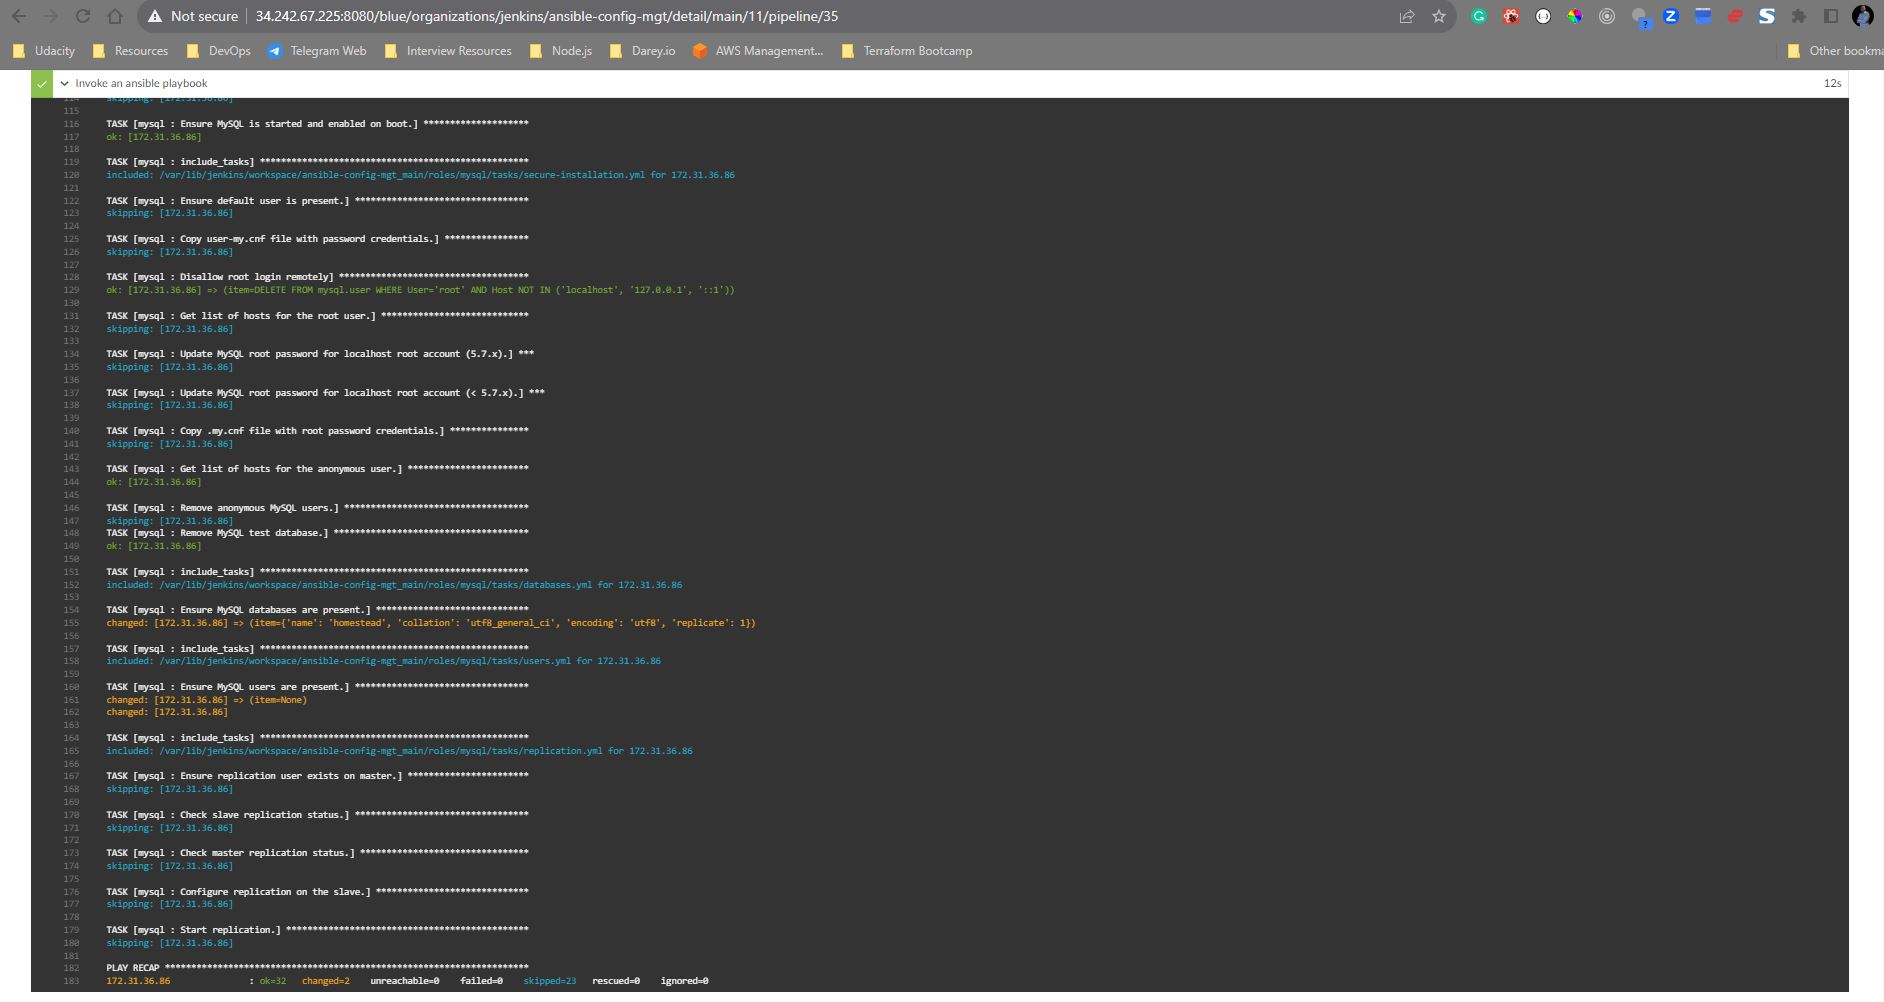 Not secure 34.242.67.225:8080/blue/organizations/jenkins/ansible-config-mgt/detail/main/11/pipeline/35
Udacity Resources DevOps Telegram Web Interview Resources Node.js Darey.io AWS Management... Terraform Bootcamp Other bookma
Invoke an ansible playbook 12s
114 skipping: [172.31.36.86]
115
116 TASK [mysql : Ensure MySQL is started and enabled on boot.] ********************
117 ok: [172.31.36.86]
118
119 TASK [mysql : include_tasks] ***************************************************
120 included: /var/lib/jenkins/workspace/ansible-config-mgt_main/roles/mysql/tasks/secure-installation.yml for 172.31.36.86
121
122 TASK [mysql : Ensure default user is present.] *********************************
123 skipping: [172.31.36.86]
124
125 TASK [mysql : Copy user-my.cnf file with password credentials.] ****************
126 skipping: [172.31.36.86]
127
128 TASK [mysql : Disallow root login remotely] ************************************
129 ok: [172.31.36.86] => (item=DELETE FROM mysql.user WHERE User='root' AND Host NOT IN ('localhost', '127.0.0.1', '::1'))
130
131 TASK [mysql : Get list of hosts for the root user.] ****************************
132 skipping: [172.31.36.86]
133
134 TASK [mysql : Update MySQL root password for localhost root account (5.7.x).] ***
135 skipping: [172.31.36.86]
136
137 TASK [mysql : Update MySQL root password for localhost root account (< 5.7.x).] ***
138 skipping: [172.31.36.86]
139
140 TASK [mysql : Copy .my.cnf file with root password credentials.] ***************
141 skipping: [172.31.36.86]
142
143 TASK [mysql : Get list of hosts for the anonymous user.] ***********************
144 ok: [172.31.36.86]
145
146 TASK [mysql : Remove anonymous MySQL users.] ***********************************
147 skipping: [172.31.36.86]
148 TASK [mysql : Remove MySQL test database.] *************************************
149 ok: [172.31.36.86]
150
151 TASK [mysql : include_tasks] ***************************************************
152 included: /var/lib/jenkins/workspace/ansible-config-mgt_main/roles/mysql/tasks/databases.yml for 172.31.36.86
153
154 TASK [mysql : Ensure MySQL databases are present.] *****************************
155 changed: [172.31.36.86] => (item={'name': 'homestead', 'collation': 'utf8_general_ci', 'encoding': 'utf8', 'replicate': 1})
156
157 TASK [mysql : include_tasks] ***************************************************
158 included: /var/lib/jenkins/workspace/ansible-config-mgt_main/roles/mysql/tasks/users.yml for 172.31.36.86
159
160 TASK [mysql : Ensure MySQL users are present.] *********************************
161 changed: [172.31.36.86] => (item=None)
162 changed: [172.31.36.86]
163
164 TASK [mysql : include_tasks] ***************************************************
165 included: /var/lib/jenkins/workspace/ansible-config-mgt_main/roles/mysql/tasks/replication.yml for 172.31.36.86
166
167 TASK [mysql : Ensure replication user exists on master.] ***********************
168 skipping: [172.31.36.86]
169
170 TASK [mysql : Check slave replication status.] *********************************
171 skipping: [172.31.36.86]
172
173 TASK [mysql : Check master replication status.] ********************************
174 skipping: [172.31.36.86]
175
176 TASK [mysql : Configure replication on the slave.] *****************************
177 skipping: [172.31.36.86]
178
179 TASK [mysql : Start replication.] **********************************************
180 skipping: [172.31.36.86]
181
182 PLAY RECAP *********************************************************************
183 172.31.36.86 : ok=32 changed=2 unreachable=0 failed=0 skipped=23 rescued=0 ignored=0